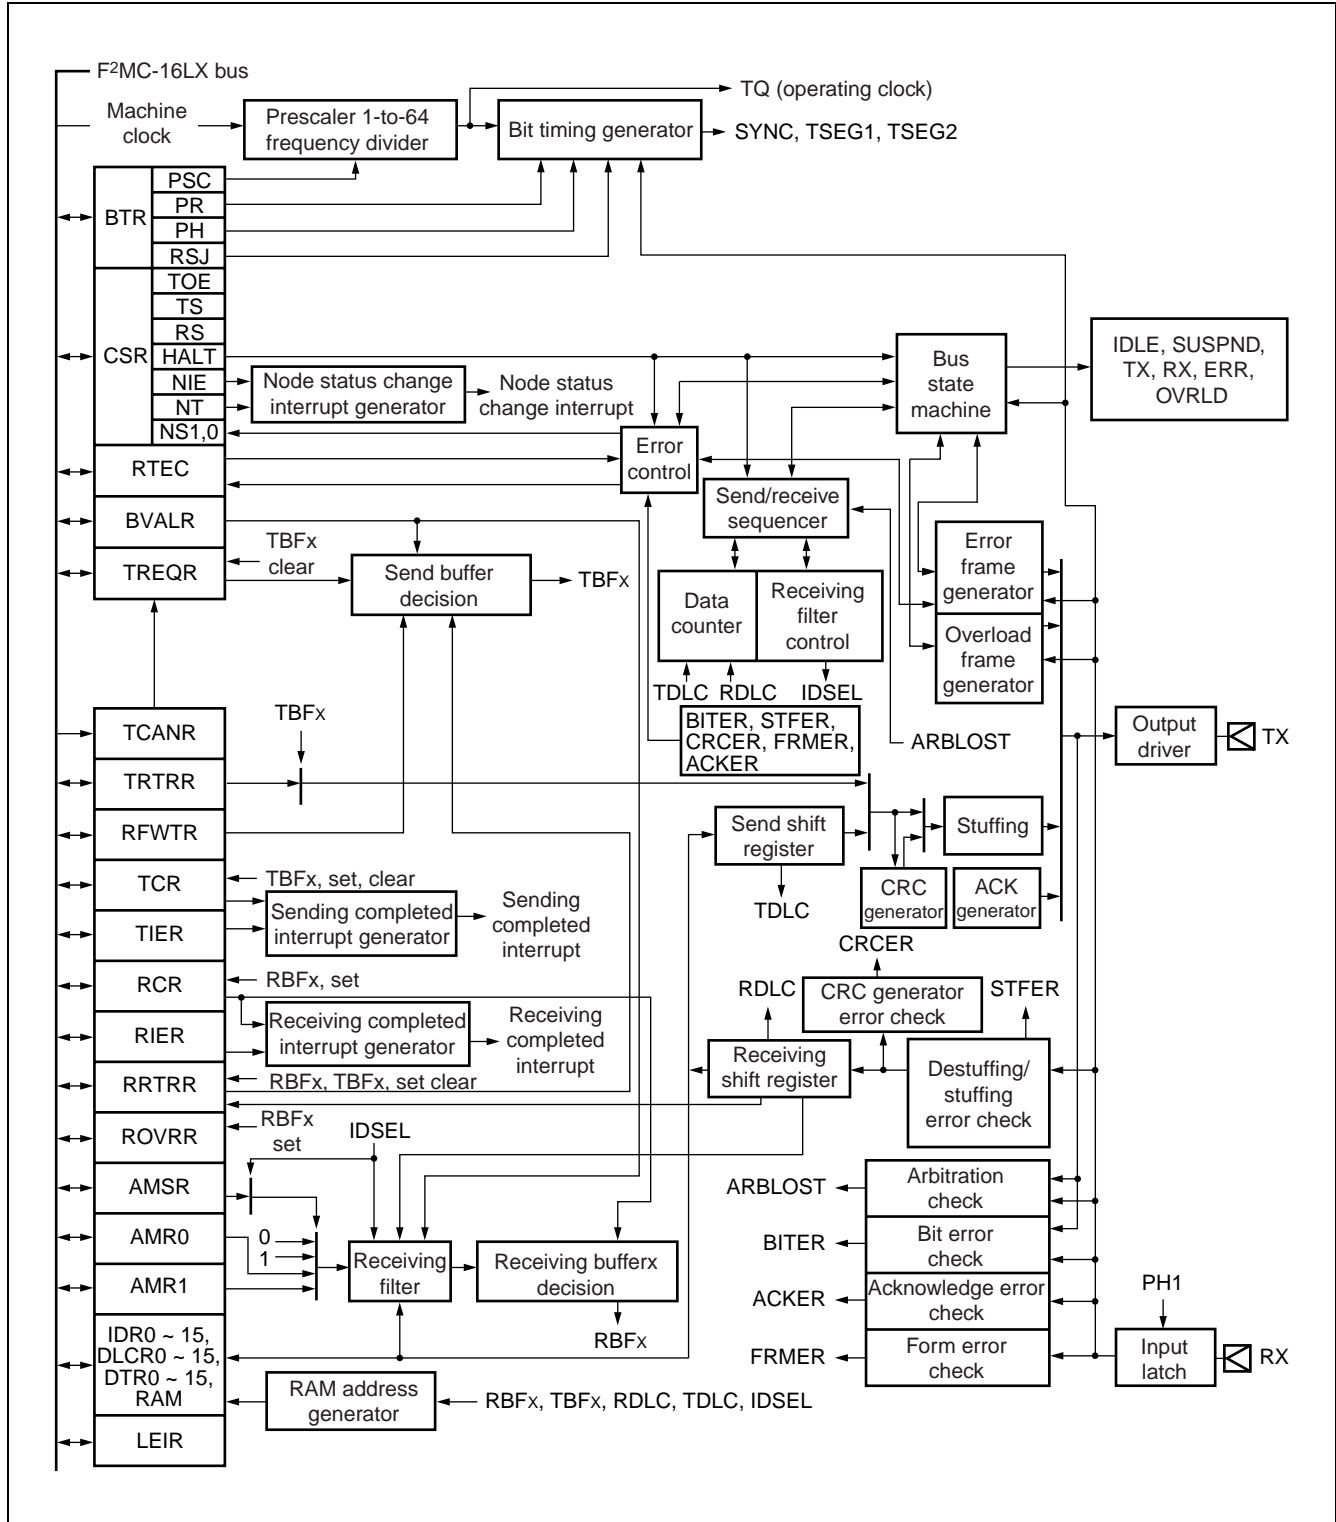 F2MC-16LX bus
Machine
clock
Prescaler 1-to-64
frequency divider
Bit timing generator
TQ (operating clock)
SYNC, TSEG1, TSEG2
BTR
PSC
PR
PH
RSJ
CSR
TOE
TS
RS
HALT
NIE
NT
NS1,0
Node status change
interrupt generator
Node status
change interrupt
Bus
state
machine
IDLE, SUSPND,
TX, RX, ERR,
OVRLD
Error
control
RTEC
BVALR
TREQR
TBFx
clear
Send buffer
decision
TBFx
Send/receive
sequencer
Data
counter
Receiving
filter
control
Error
frame
generator
Overload
frame
generator
TDLC
RDLC
IDSEL
BITER, STFER,
CRCER, FRMER,
ACKER
ARBLOST
Output
driver
TX
TCANR
TBFx
TRTRR
RFWTR
Send shift
register
TDLC
Stuffing
CRC
generator
ACK
generator
TCR
TBFx, set, clear
TIER
Sending completed
interrupt generator
Sending
completed
interrupt
RCR
RBFx, set
RIER
Receiving completed
interrupt generator
Receiving
completed
interrupt
CRCER
RDLC
CRC generator
error check
STFER
Receiving
shift register
Destuffing/
stuffing
error check
RRTRR
RBFx, TBFx, set clear
ROVRR
RBFx
set
IDSEL
AMSR
AMR0
0
1
AMR1
Receiving
filter
Receiving bufferx
decision
RBFx
ARBLOST
Arbitration
check
BITER
Bit error
check
ACKER
Acknowledge error
check
FRMER
Form error
check
PH1
Input
latch
RX
IDR0 ~ 15,
DLCR0 ~ 15,
DTR0 ~ 15,
RAM
RAM address
generator
RBFx, TBFx, RDLC, TDLC, IDSEL
LEIR